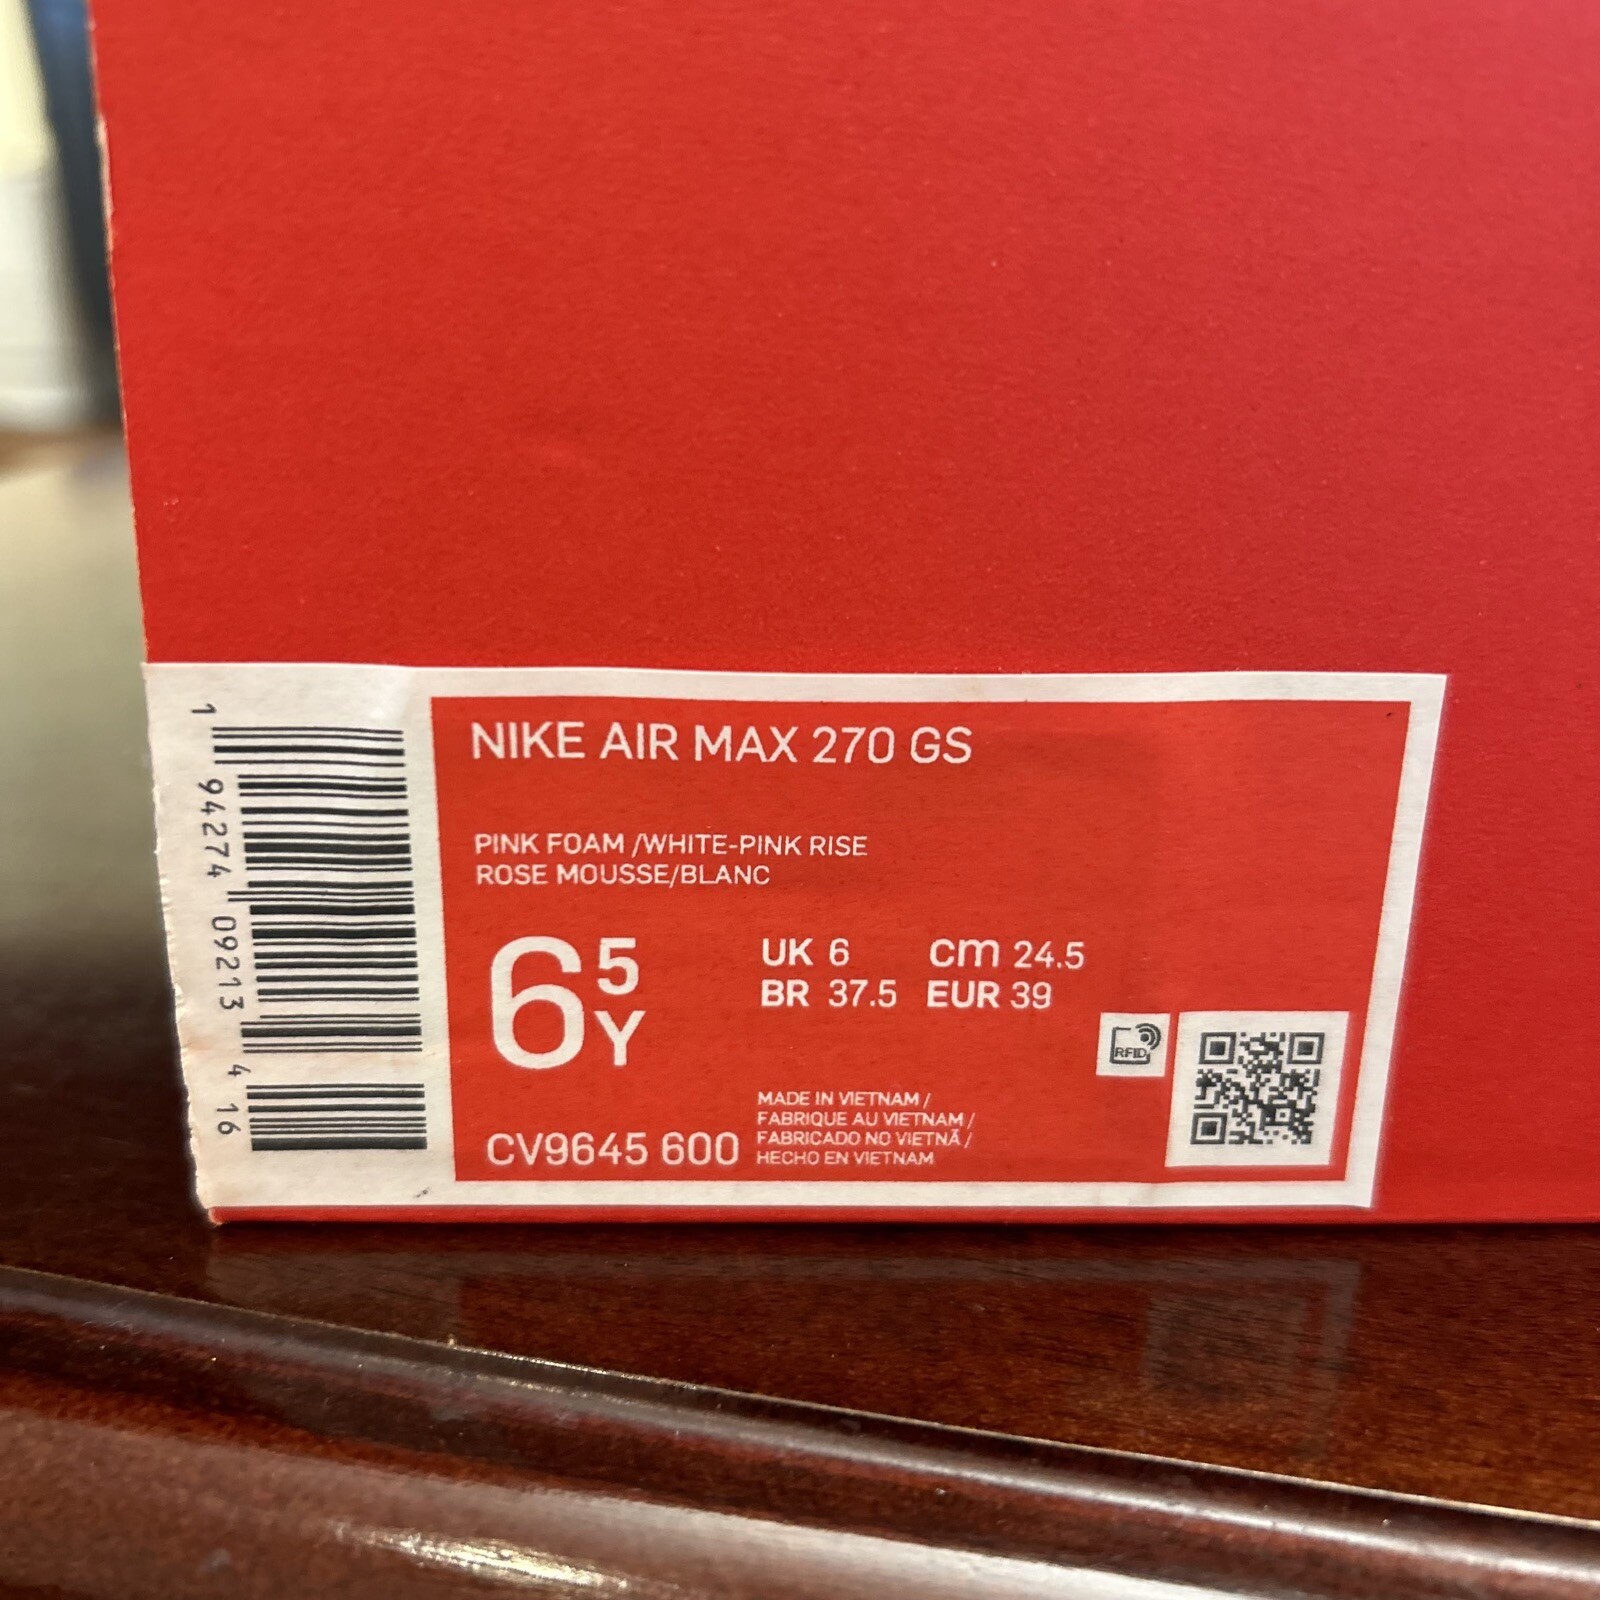 NIKE AIR MAX 270 GS
PINK FOAM /WHITE-PINK RISE
ROSE MOUSSE/BLANC
6 5 Y
UK 6 cm 24.5
BR 37.5 EUR 39
RFID
MADE IN VIETNAM /
FABRIQUE AU VIETNAM /
FABRICADO NO VIETNÃ /
HECHO EN VIETNAM
CV9645 600
1 94274 09213 4 16